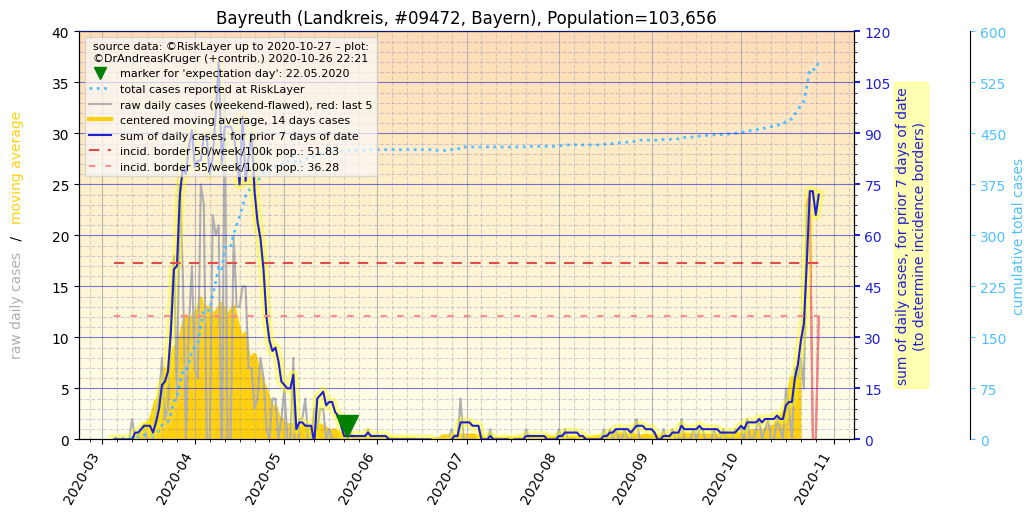 Bayreuth (Landkreis, #09472, Bayern), Population=103,656
source data: ©RiskLayer up to 2020-10-27 – plot:
©DrAndreasKruger (+contrib.) 2020-10-26 22:21
marker for 'expectation day': 22.05.2020
total cases reported at RiskLayer
raw daily cases (weekend-flawed), red: last 5
centered moving average, 14 days cases
sum of daily cases, for prior 7 days of date
incid. border 50/week/100k pop.: 51.83
incid. border 35/week/100k pop.: 36.28
raw daily cases / moving average
40
35
30
25
20
15
10
5
0
2020-03
2020-04
2020-05
2020-06
2020-07
2020-08
2020-09
2020-10
2020-11
120
105
90
75
60
45
30
15
0
sum of daily cases, for prior 7 days of date
(to determine incidence borders)
600
525
450
375
300
225
150
75
0
cumulative total cases